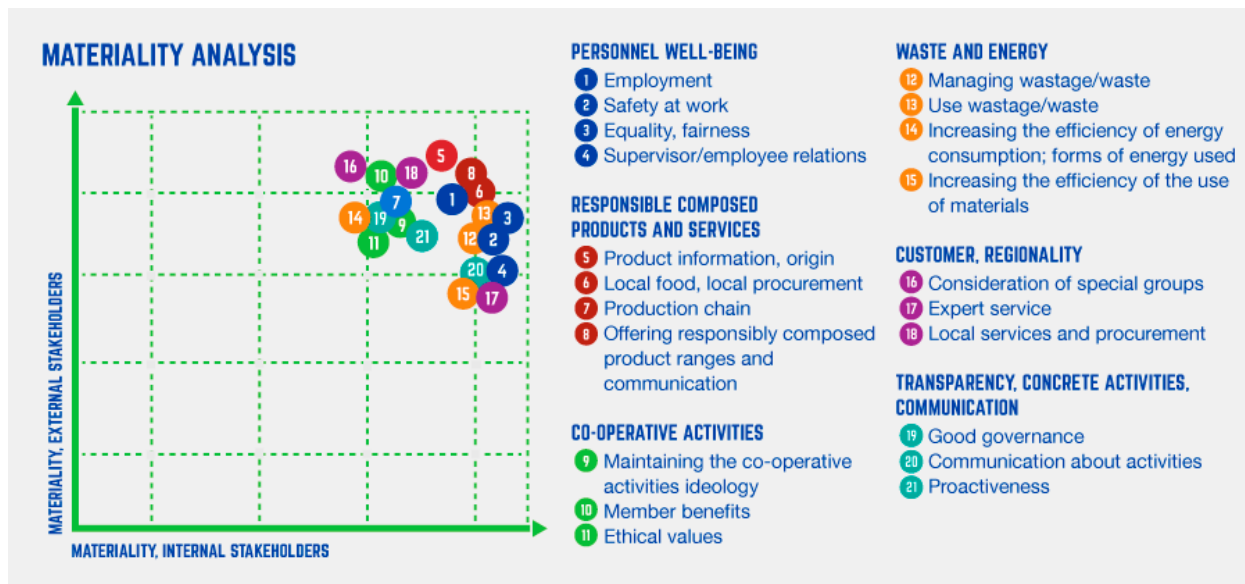 MATERIALITY ANALYSIS
MATERIALITY, EXTERNAL STAKEHOLDERS
16
10
18
5
8
6
7
1
14
19
9
13
3
11
21
12
2
20
4
15
17
MATERIALITY, INTERNAL STAKEHOLDERS
PERSONNEL WELL-BEING
1 Employment
2 Safety at work
3 Equality, fairness
4 Supervisor/employee relations
RESPONSIBLE COMPOSED
PRODUCTS AND SERVICES
5 Product information, origin
6 Local food, local procurement
7 Production chain
8 Offering responsibly composed
product ranges and
communication
CO-OPERATIVE ACTIVITIES
9 Maintaining the co-operative
activities ideology
10 Member benefits
11 Ethical values
WASTE AND ENERGY
12 Managing wastage/waste
13 Use wastage/waste
14 Increasing the efficiency of energy
consumption; forms of energy used
15 Increasing the efficiency of the use
of materials
CUSTOMER, REGIONALITY
16 Consideration of special groups
17 Expert service
18 Local services and procurement
TRANSPARENCY, CONCRETE ACTIVITIES,
COMMUNICATION
19 Good governance
20 Communication about activities
21 Proactiveness